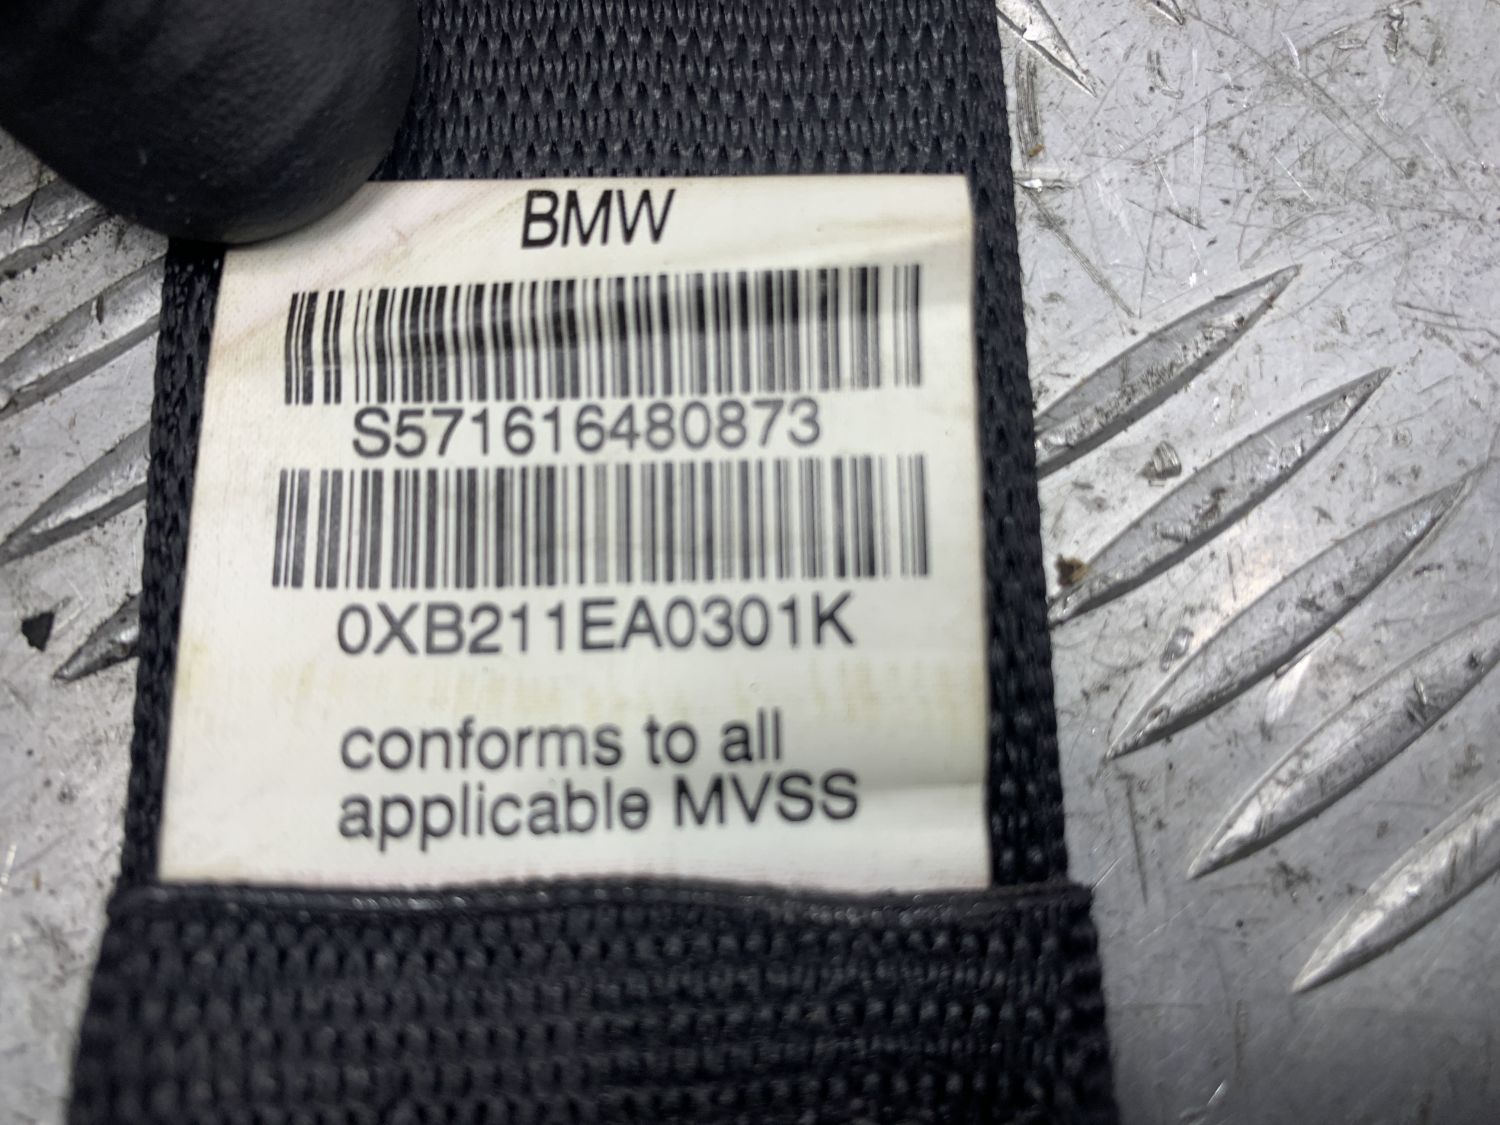 BMW
S571616480873
0XB211EA0301K
conforms to all
applicable MVSS